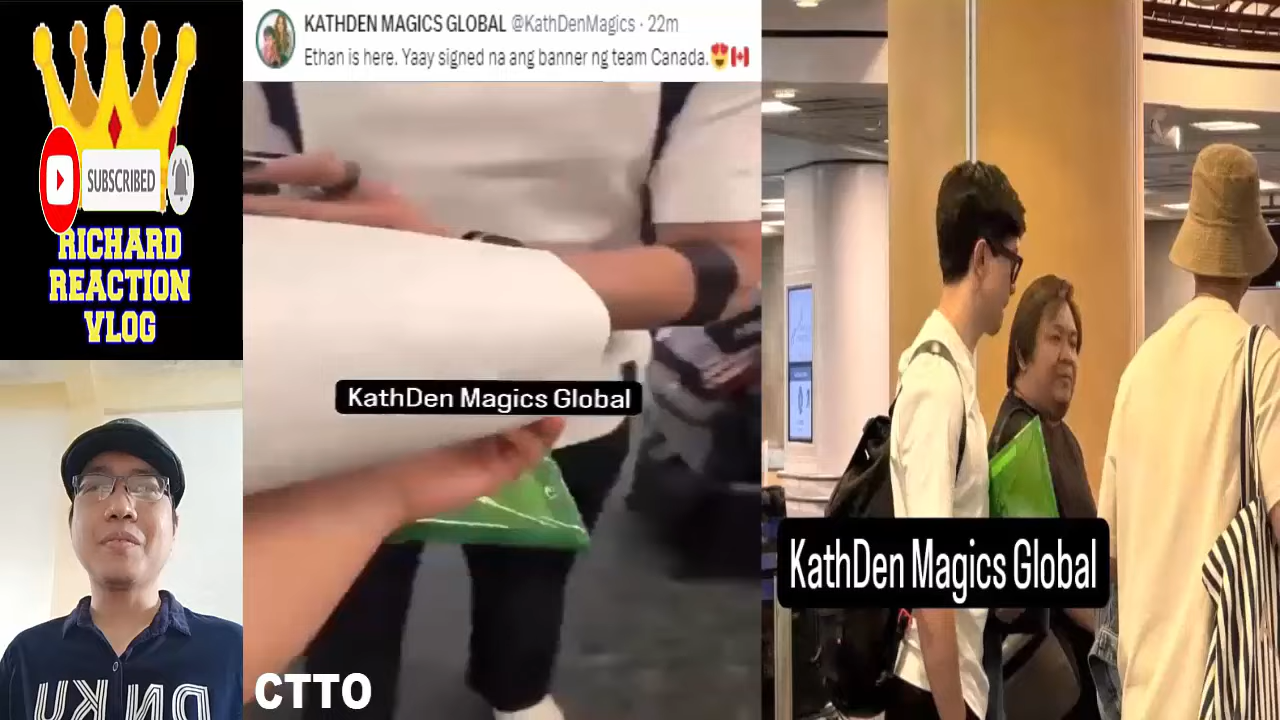 SUBSCRIBED
RICHARD
REACTION
VLOG
KATHDEN MAGICS GLOBAL @KathDenMagics · 22m
Ethan is here. Yaay signed na ang banner ng team Canada.😍🇨🇦
KathDen Magics Global
CTTO
KathDen Magics Global